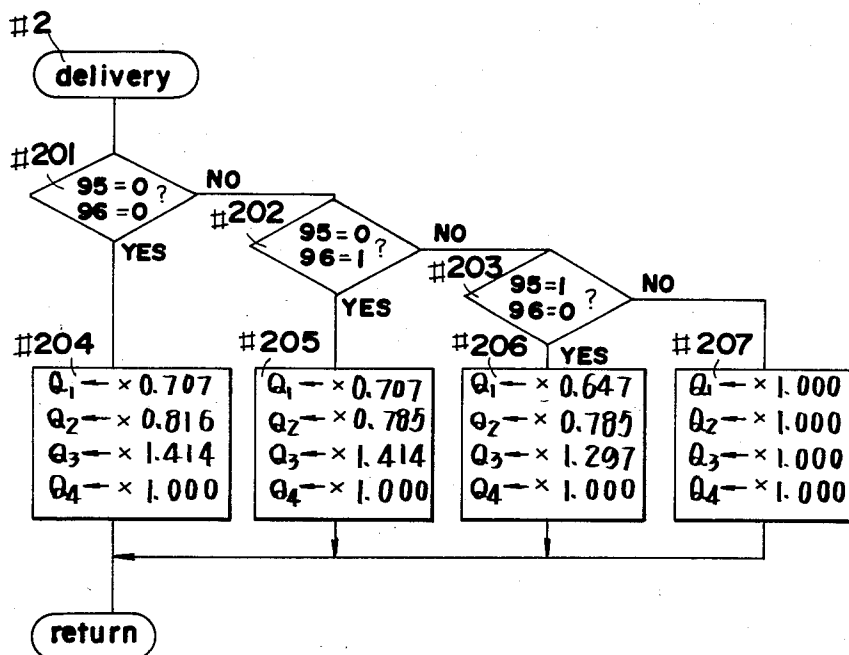 #2
delivery
#201
95=0
96=0 ?
NO
YES
#202
95=0
96=1 ?
NO
YES
#203
95=1
96=0 ?
NO
YES
#204
Q1←×0.707
Q2←×0.816
Q3←×1.414
Q4←×1.000
#205
Q1←×0.707
Q2←×0.785
Q3←×1.414
Q4←×1.000
#206
Q1←×0.647
Q2←×0.785
Q3←×1.297
Q4←×1.000
#207
Q1←×1.000
Q2←×1.000
Q3←×1.000
Q4←×1.000
return